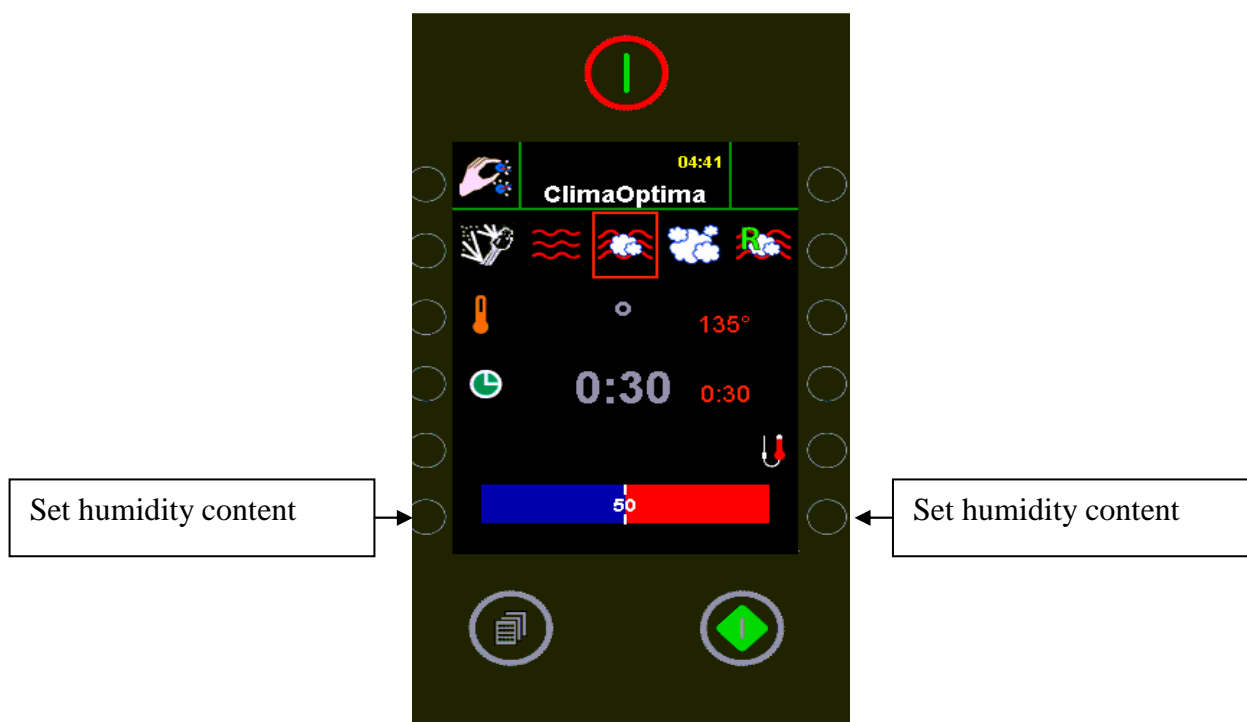 04:41
ClimaOptima
R
135°
0:30 0:30
Set humidity content
50
Set humidity content